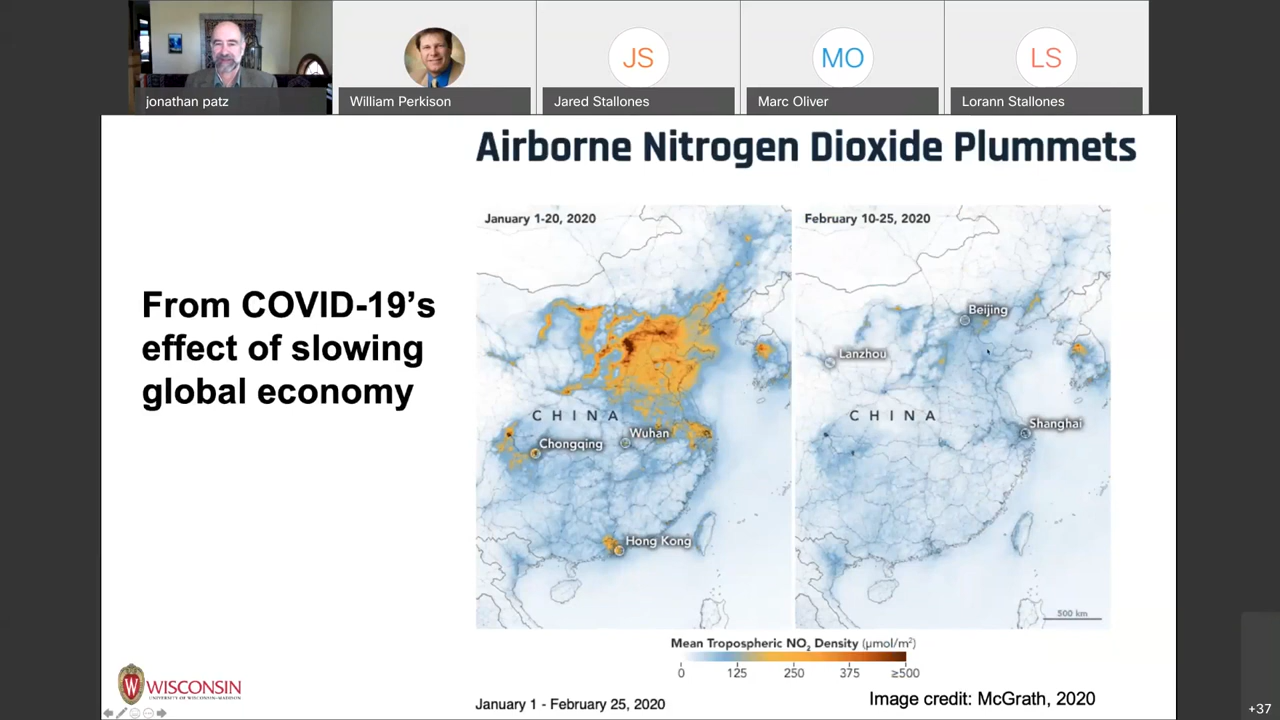 JS
MO
LS
jonathan patz
William Perkison
Jared Stallones
Marc Oliver
Lorann Stallones
Airborne Nitrogen Dioxide Plummets
From COVID-19’s
effect of slowing
global economy
January 1-20, 2020
CHINA
Wuhan
Chongqing
Hong Kong
February 10-25, 2020
Beijing
Lanzhou
CHINA
Shanghai
500 km
Mean Tropospheric NO₂ Density (µmol/m²)
0 125 250 375 ≥500
W WISCONSIN
UNIVERSITY OF WISCONSIN–MADISON
January 1 - February 25, 2020
Image credit: McGrath, 2020
+37